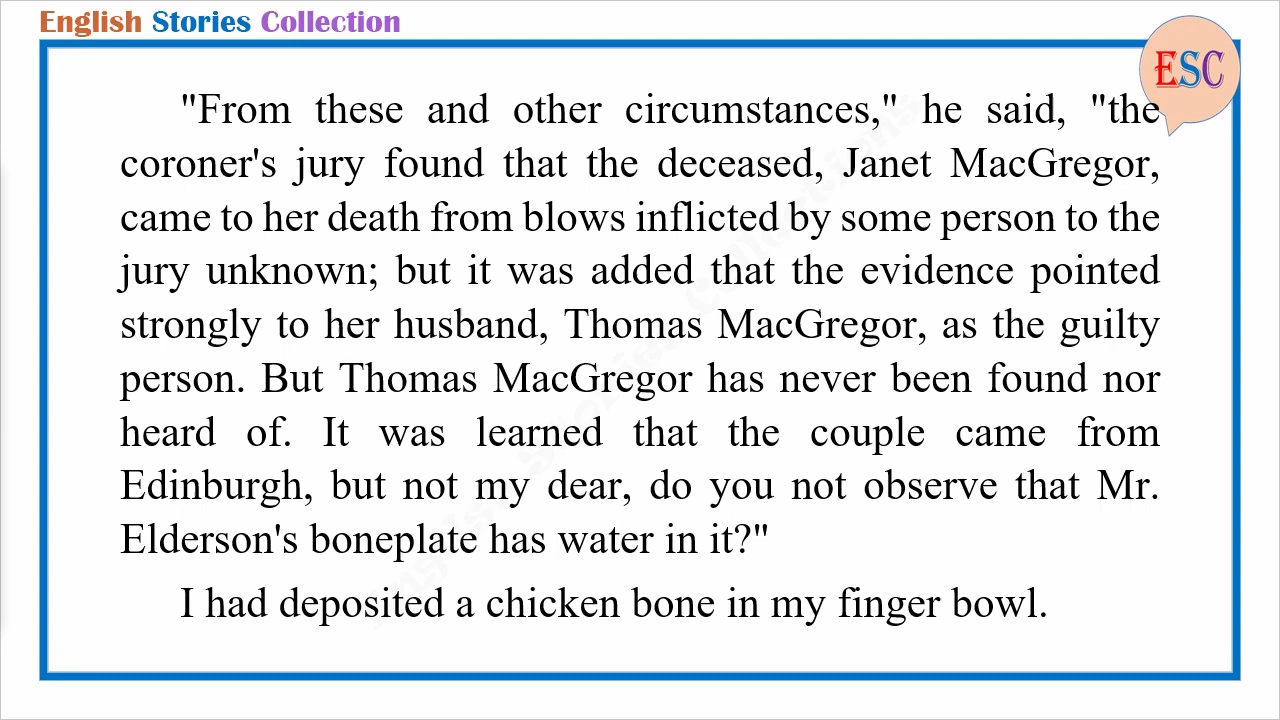 English Stories Collection
ESC
"From these and other circumstances," he said, "the
coroner's jury found that the deceased, Janet MacGregor,
came to her death from blows inflicted by some person to the
jury unknown; but it was added that the evidence pointed
strongly to her husband, Thomas MacGregor, as the guilty
person. But Thomas MacGregor has never been found nor
heard of. It was learned that the couple came from
Edinburgh, but not my dear, do you not observe that Mr.
Elderson's boneplate has water in it?"
I had deposited a chicken bone in my finger bowl.